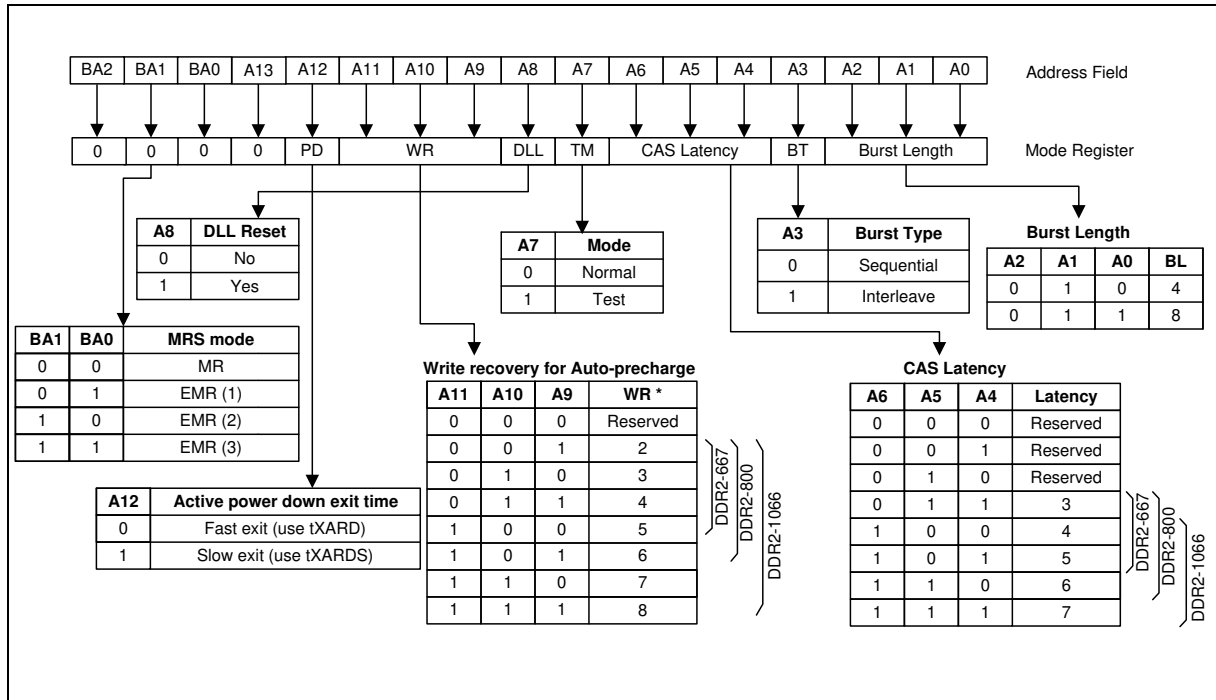 BA2 BA1 BA0 A13 A12 A11 A10 A9 A8 A7 A6 A5 A4 A3 A2 A1 A0 Address Field
0 0 0 0 PD WR DLL TM CAS Latency BT Burst Length Mode Register
A8 DLL Reset
0 No
1 Yes
A7 Mode
0 Normal
1 Test
A3 Burst Type
0 Sequential
1 Interleave
Burst Length
A2 A1 A0 BL
0 1 0 4
0 1 1 8
BA1 BA0 MRS mode
0 0 MR
0 1 EMR (1)
1 0 EMR (2)
1 1 EMR (3)
A12 Active power down exit time
0 Fast exit (use tXARD)
1 Slow exit (use tXARDS)
Write recovery for Auto-precharge
A11 A10 A9 WR *
0 0 0 Reserved
0 0 1 2
0 1 0 3
0 1 1 4
1 0 0 5
1 0 1 6
1 1 0 7
1 1 1 8
DDR2-667
DDR2-800
DDR2-1066
CAS Latency
A6 A5 A4 Latency
0 0 0 Reserved
0 0 1 Reserved
0 1 0 Reserved
0 1 1 3
1 0 0 4
1 0 1 5
1 1 0 6
1 1 1 7
DDR2-667
DDR2-800
DDR2-1066